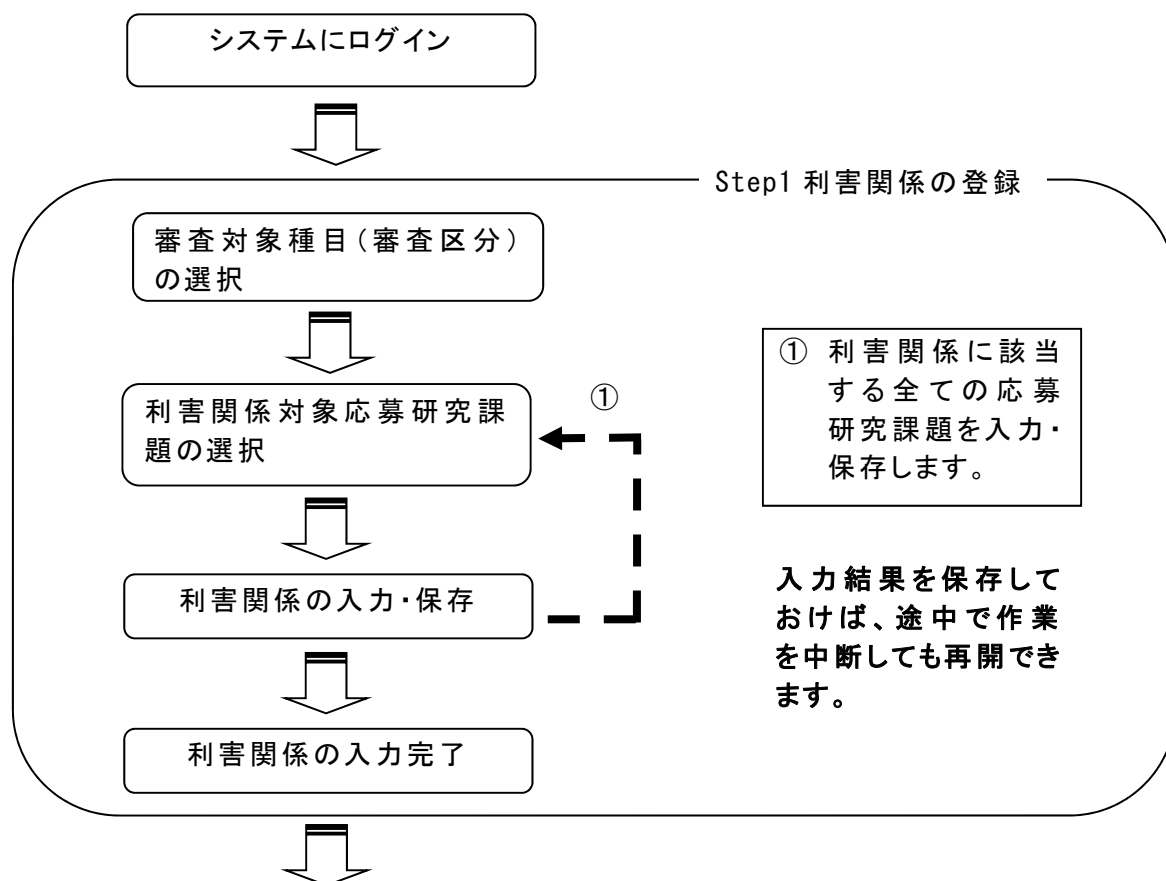 システムにログイン
Step1 利害関係の登録
審査対象種目(審査区分)
の選択
利害関係対象応募研究課
題の選択
①
① 利害関係に該当
する全ての応募
研究課題を入力・
保存します。
利害関係の入力・保存
入力結果を保存して
おけば、途中で作業
を中断しても再開でき
ます。
利害関係の入力完了